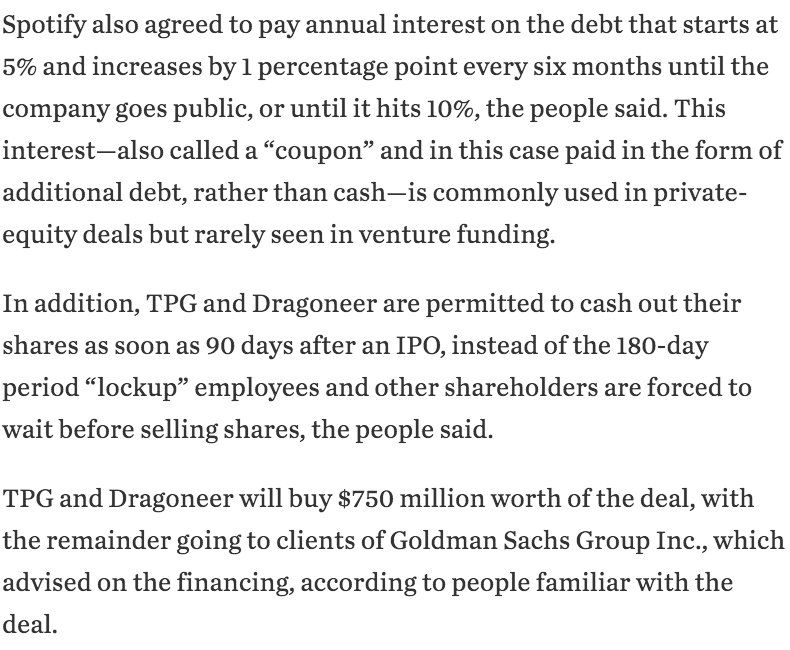 Spotify also agreed to pay annual interest on the debt that starts at
5% and increases by 1 percentage point every six months until the
company goes public, or until it hits 10%, the people said. This
interest—also called a “coupon” and in this case paid in the form of
additional debt, rather than cash—is commonly used in private-
equity deals but rarely seen in venture funding.
In addition, TPG and Dragoneer are permitted to cash out their
shares as soon as 90 days after an IPO, instead of the 180-day
period “lockup” employees and other shareholders are forced to
wait before selling shares, the people said.
TPG and Dragoneer will buy $750 million worth of the deal, with
the remainder going to clients of Goldman Sachs Group Inc., which
advised on the financing, according to people familiar with the
deal.